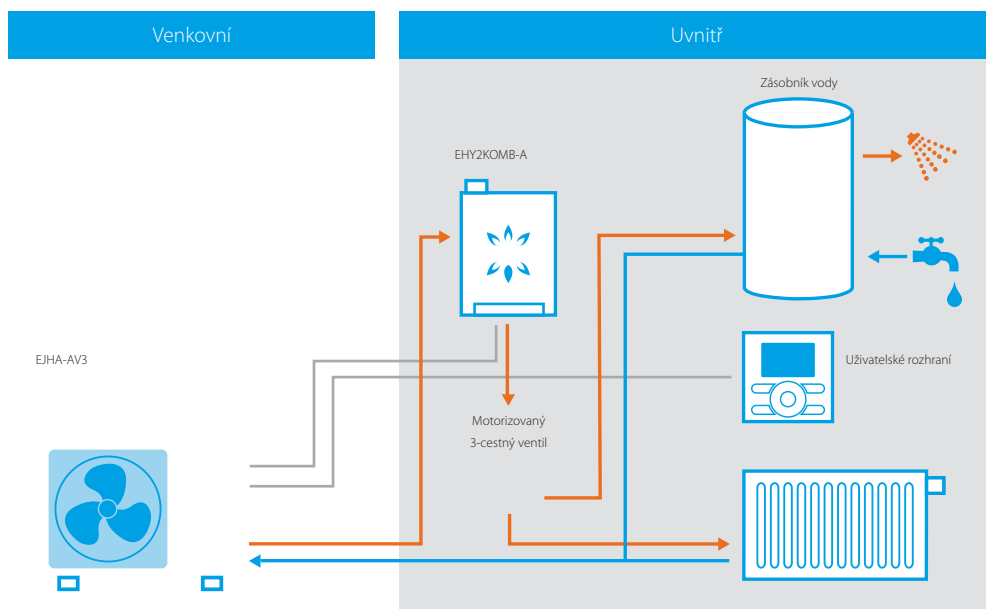 Venkovní
Uvnitř
Zásobník vody
EHY2KOMB-A
EJHA-AV3
Uživatelské rozhraní
Motorizovaný
3-cestný ventil